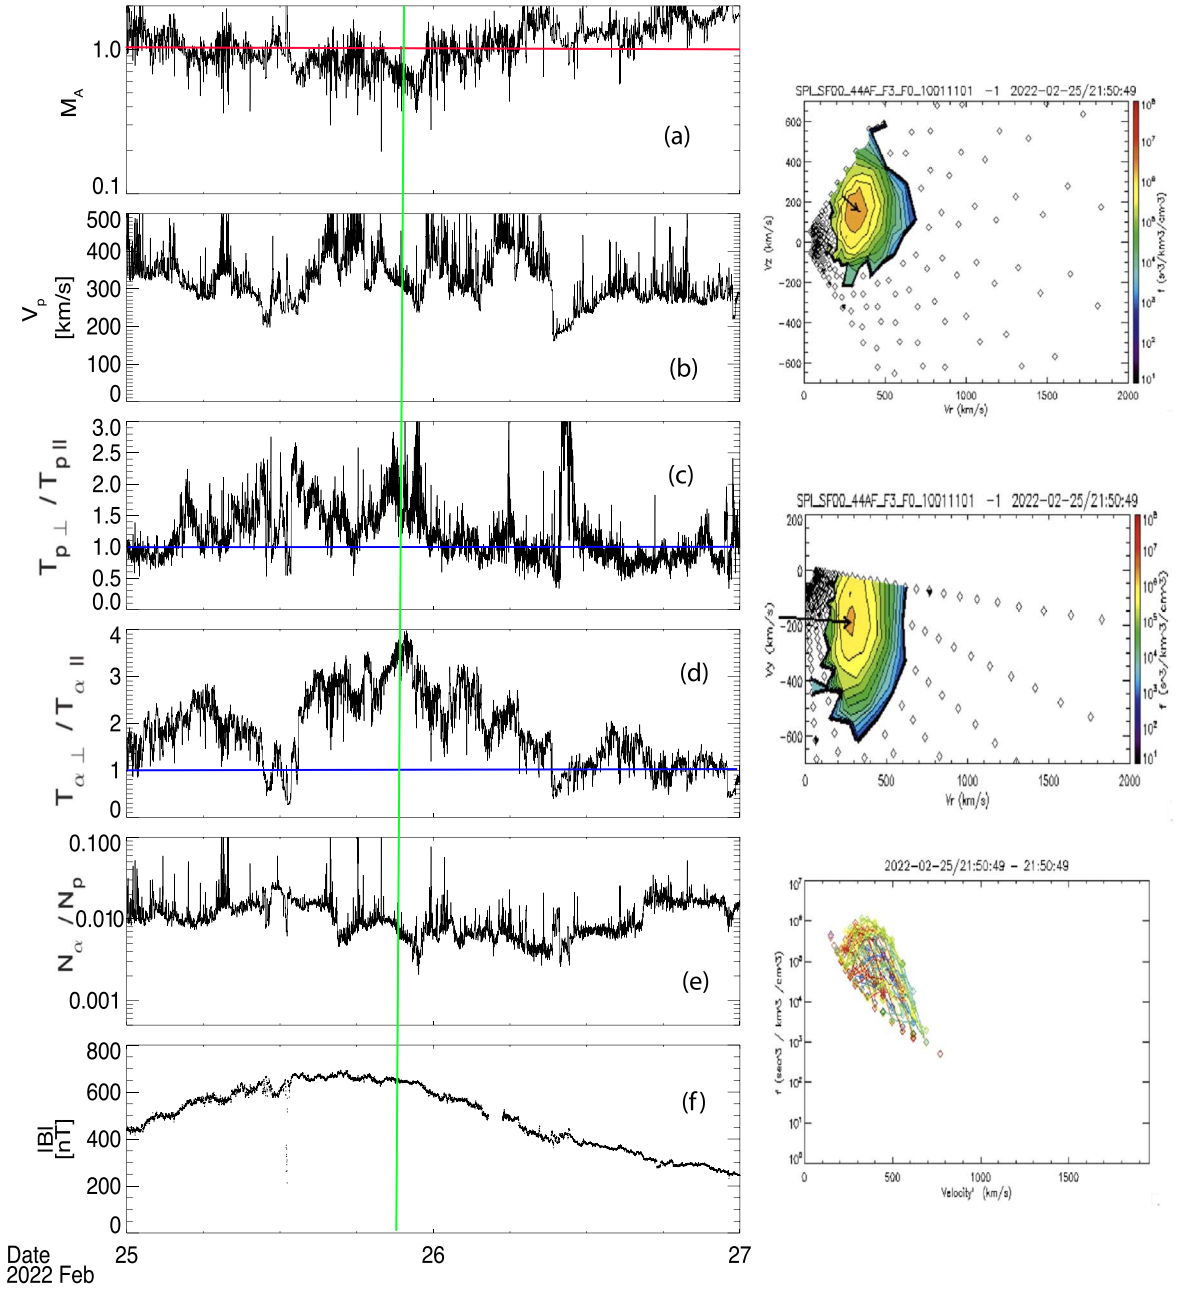 1.0
0.1
M_A
(a)
500
400
300
200
100
0
V_p
[km/s]
(b)
3.0
2.5
2.0
1.5
1.0
0.5
0.0
T_p ⊥ / T_p ||
(c)
4
3
2
1
0
T_α ⊥ / T_α ||
(d)
0.100
0.010
0.001
N_α / N_p
(e)
800
600
400
200
0
|B|
[nT]
(f)
Date
25 26 27
2022 Feb
SPI_SF00_44AF_F3_F0_10011101 -1 2022-02-25/21:50:49
600
400
200
0
-200
-400
-600
Vz (km/s)
0 500 1000 1500 2000
Vr (km/s)
10^8
10^7
10^6
10^5
10^4
10^3
10^2
10^1
f (s^3/km^3/cm^3)
SPI_SF00_44AF_F3_F0_10011101 -1 2022-02-25/21:50:49
200
0
-200
-400
-600
Vy (km/s)
0 500 1000 1500 2000
Vr (km/s)
10^8
10^7
10^6
10^5
10^4
10^3
10^2
10^1
f (s^3/km^3/cm^3)
2022-02-25/21:50:49 - 21:50:49
10^7
10^6
10^5
10^4
10^3
10^2
10^1
10^0
f (sec^3 / km^3 /cm^3)
0 500 1000 1500
Velocity' (km/s)